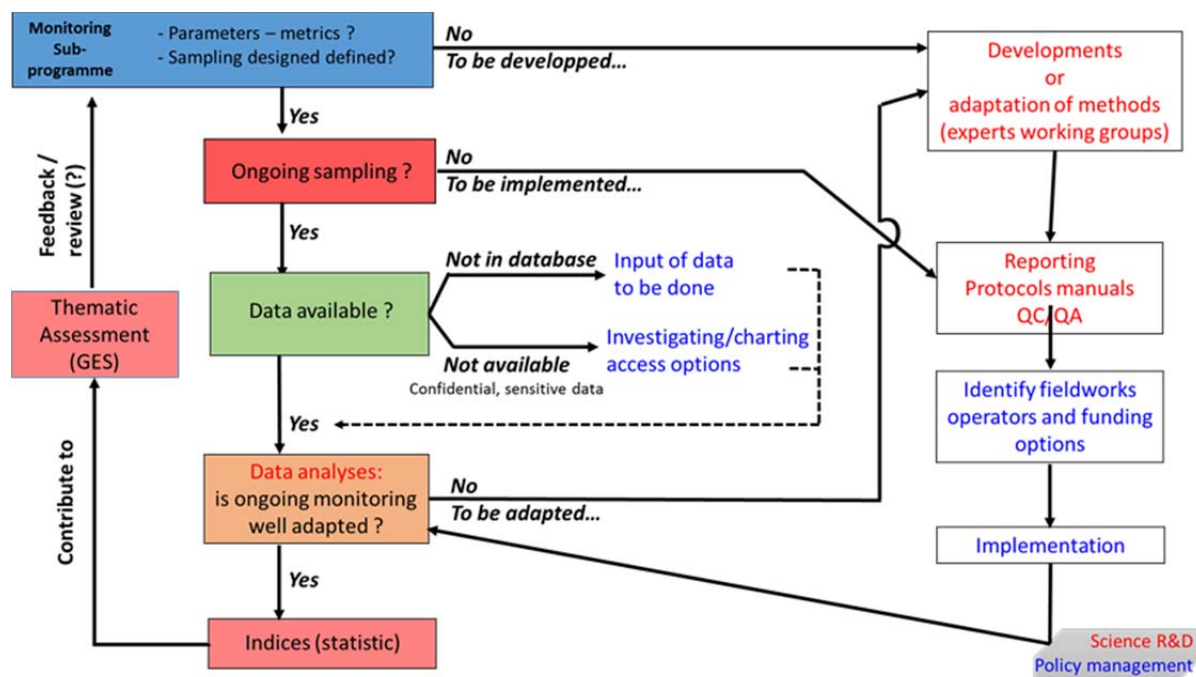 Monitoring
Sub-
programme
- Parameters – metrics ?
- Sampling designed defined?
No
To be developped...
Developments
or
adaptation of methods
(experts working groups)
Yes
Ongoing sampling ?
No
To be implemented...
Feedback /
review (?)
Yes
Not in database
Input of data
to be done
Reporting
Protocols manuals
QC/QA
Data available ?
Thematic
Assessment
(GES)
Investigating/charting
access options
Not available
Confidential, sensitive data
Identify fieldworks
operators and funding
options
Yes
Contribute to
Data analyses:
is ongoing monitoring
well adapted ?
No
To be adapted...
Implementation
Yes
Indices (statistic)
Science R&D
Policy management